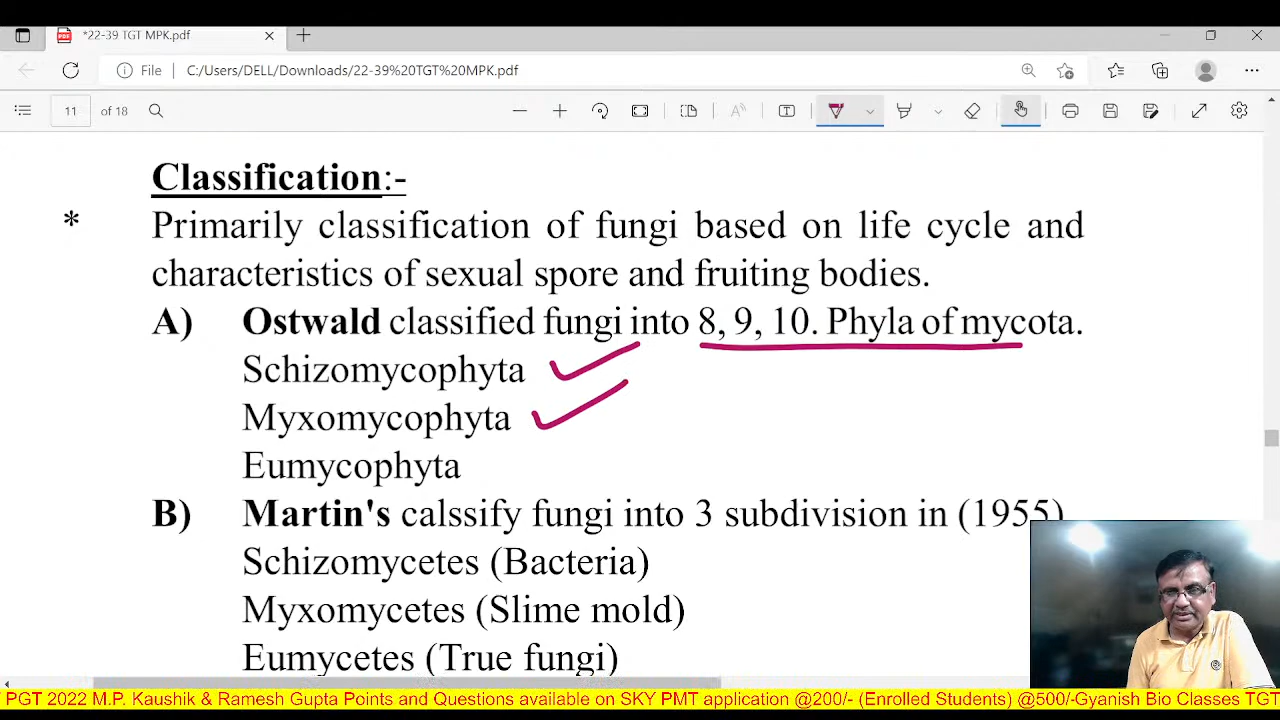 *22-39 TGT MPK.pdf
File C:/Users/DELL/Downloads/22-39%20TGT%20MPK.pdf
11 of 18
Classification:-
* Primarily classification of fungi based on life cycle and
characteristics of sexual spore and fruiting bodies.
A) Ostwald classified fungi into 8, 9, 10. Phyla of mycota.
Schizomycophyta
Myxomycophyta
Eumycophyta
B) Martin's calssify fungi into 3 subdivision in (1955)
Schizomycetes (Bacteria)
Myxomycetes (Slime mold)
Eumycetes (True fungi)
PGT 2022 M.P. Kaushik & Ramesh Gupta Points and Questions available on SKY PMT application @200/- (Enrolled Students) @500/-Gyanish Bio Classes TGT